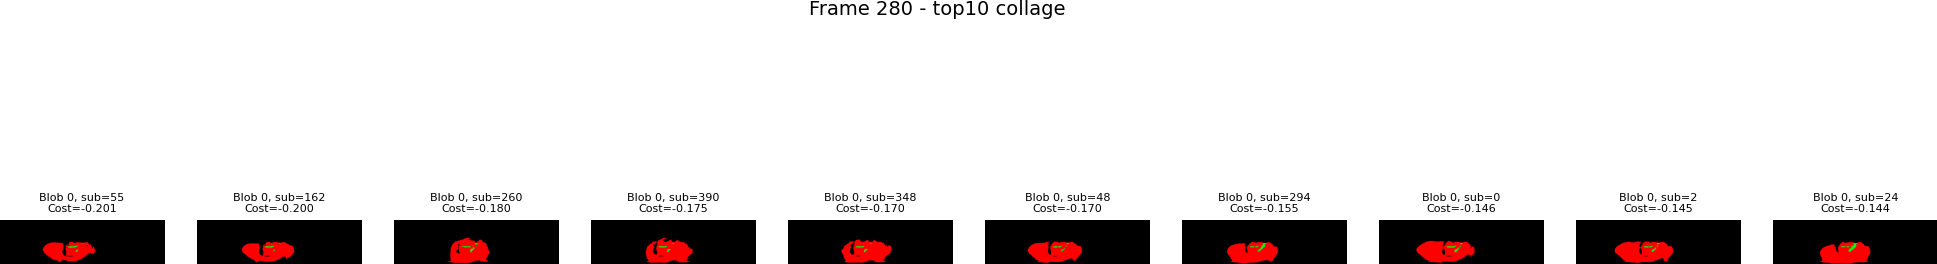 Frame 280 - top10 collage
Blob 0, sub=55
Cost=-0.201
Blob 0, sub=162
Cost=-0.200
Blob 0, sub=260
Cost=-0.180
Blob 0, sub=390
Cost=-0.175
Blob 0, sub=348
Cost=-0.170
Blob 0, sub=48
Cost=-0.170
Blob 0, sub=294
Cost=-0.155
Blob 0, sub=0
Cost=-0.146
Blob 0, sub=2
Cost=-0.145
Blob 0, sub=24
Cost=-0.144